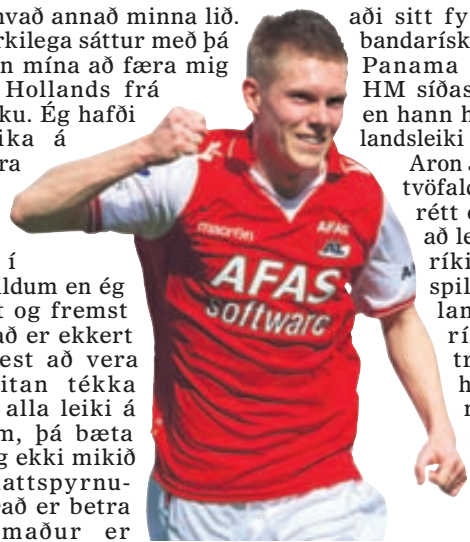 vað annað minna lið.
rkilega sáttur með þá
n mína að færa mig
Hollands frá
ku. Ég hafði
ika á
ra
í
ldum en ég
t og fremst
að er ekkert
est að vera
itan tékka
alla leiki á
m, þá bæta
g ekki mikið
attspyrnu-
að er betra
maður er
macron
AFAS
AZ
AFAS
software
aði sitt fy
bandarísk
Panama
HM síðas
en hann h
landsleiki
Aron
tvöfald
rétt
að le
ríki
spil
lan
rí
tr
h